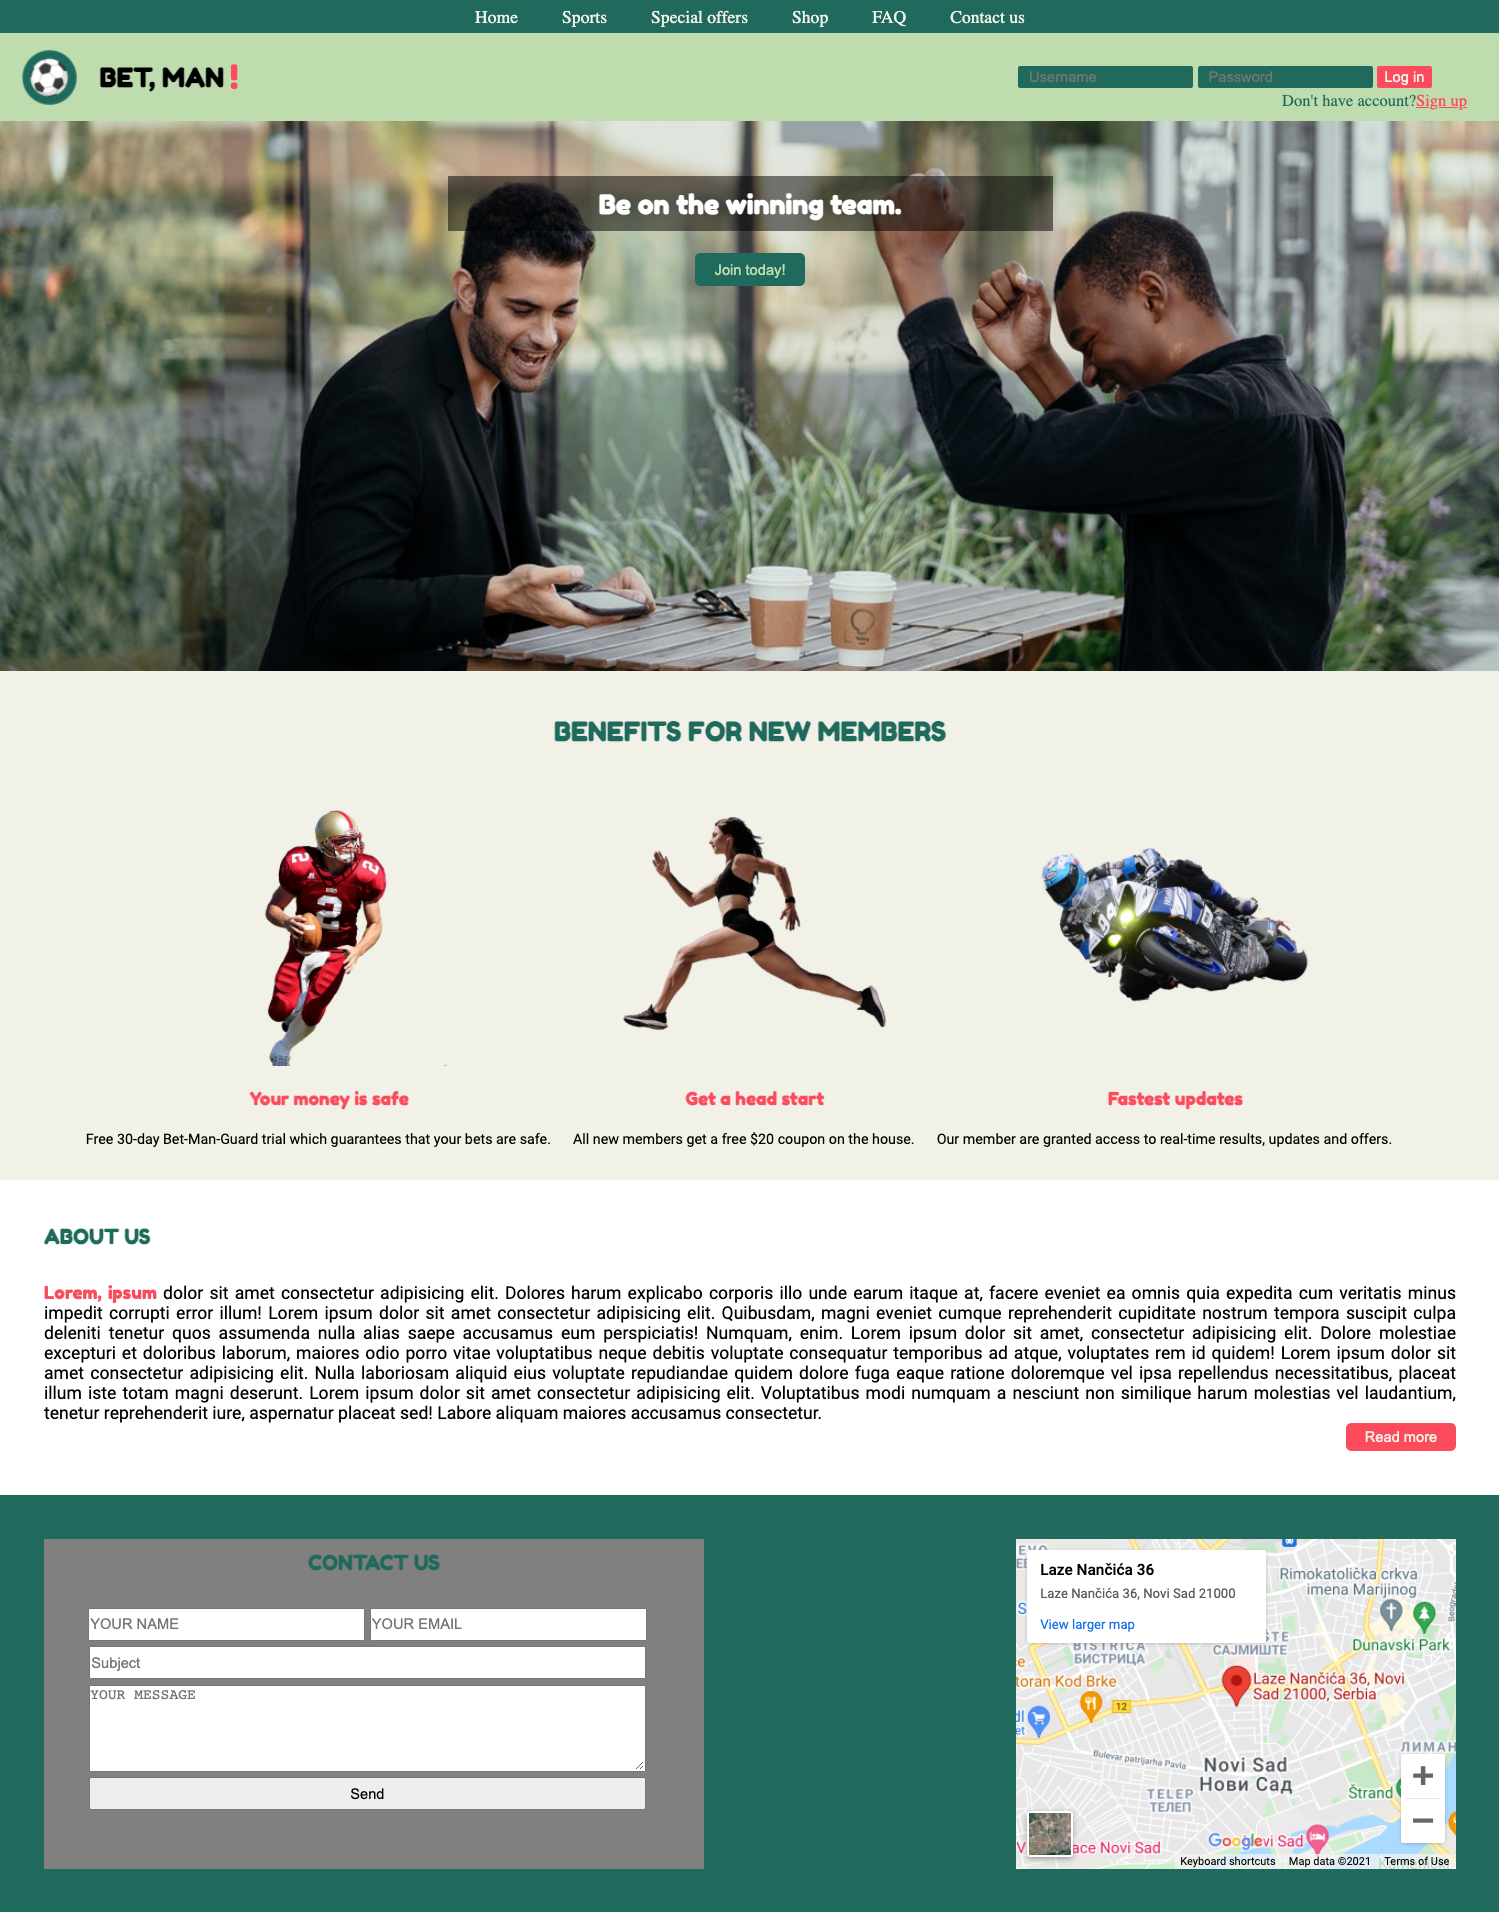 Home Sports Special offers Shop FAQ Contact us
BET, MAN!
Username Password Log in
Don't have account?Sign up
Be on the winning team.
Join today!
BENEFITS FOR NEW MEMBERS
2 2
2
Your money is safe Get a head start Fastest updates
Free 30-day Bet-Man-Guard trial which guarantees that your bets are safe. All new members get a free $20 coupon on the house. Our member are granted access to real-time results, updates and offers.
ABOUT US
Lorem, ipsum dolor sit amet consectetur adipisicing elit. Dolores harum explicabo corporis illo unde earum itaque at, facere eveniet ea omnis quia expedita cum veritatis minus
impedit corrupti error illum! Lorem ipsum dolor sit amet consectetur adipisicing elit. Quibusdam, magni eveniet cumque reprehenderit cupiditate nostrum tempora suscipit culpa
deleniti tenetur quos assumenda nulla alias saepe accusamus eum perspiciatis! Numquam, enim. Lorem ipsum dolor sit amet, consectetur adipisicing elit. Dolore molestiae
excepturi et doloribus laborum, maiores odio porro vitae voluptatibus neque debitis voluptate consequatur temporibus ad atque, voluptates rem id quidem! Lorem ipsum dolor sit
amet consectetur adipisicing elit. Nulla laboriosam aliquid eius voluptate repudiandae quidem dolore fuga eaque ratione doloremque vel ipsa repellendus necessitatibus, placeat
illum iste totam magni deserunt. Lorem ipsum dolor sit amet consectetur adipisicing elit. Voluptatibus modi numquam a nesciunt non similique harum molestias vel laudantium,
tenetur reprehenderit iure, aspernatur placeat sed! Labore aliquam maiores accusamus consectetur.
Read more
CONTACT US
YOUR NAME YOUR EMAIL
Subject
YOUR MESSAGE
Send
Laze Nančića 36
Laze Nančića 36, Novi Sad 21000
View larger map
Rimokatolička crkva
imena Marijinog
Beogradsk
Dunavski Park
BISTRICA
БИСТРИЦА
САЈМИШТЕ
toran Kod Brke
Laze Nančića 36, Novi
Sad 21000, Serbia
12
Bulevar patrijarha Pavla
Novi Sad
Нови Сад
ЛИМАН
Štrand
TELEP
ТЕЛЕП
ace Novi Sad
Google
vi Sad
Keyboard shortcuts Map data ©2021 Terms of Use